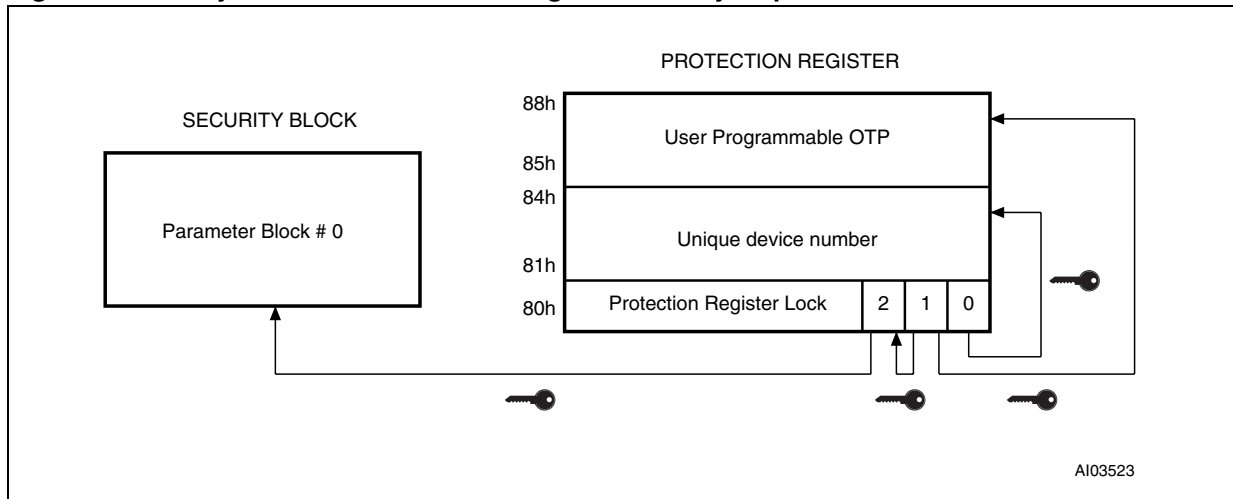 PROTECTION REGISTER
SECURITY BLOCK
88h
User Programmable OTP
85h
84h
Parameter Block # 0
Unique device number
81h
80h
Protection Register Lock 2 1 0
AI03523